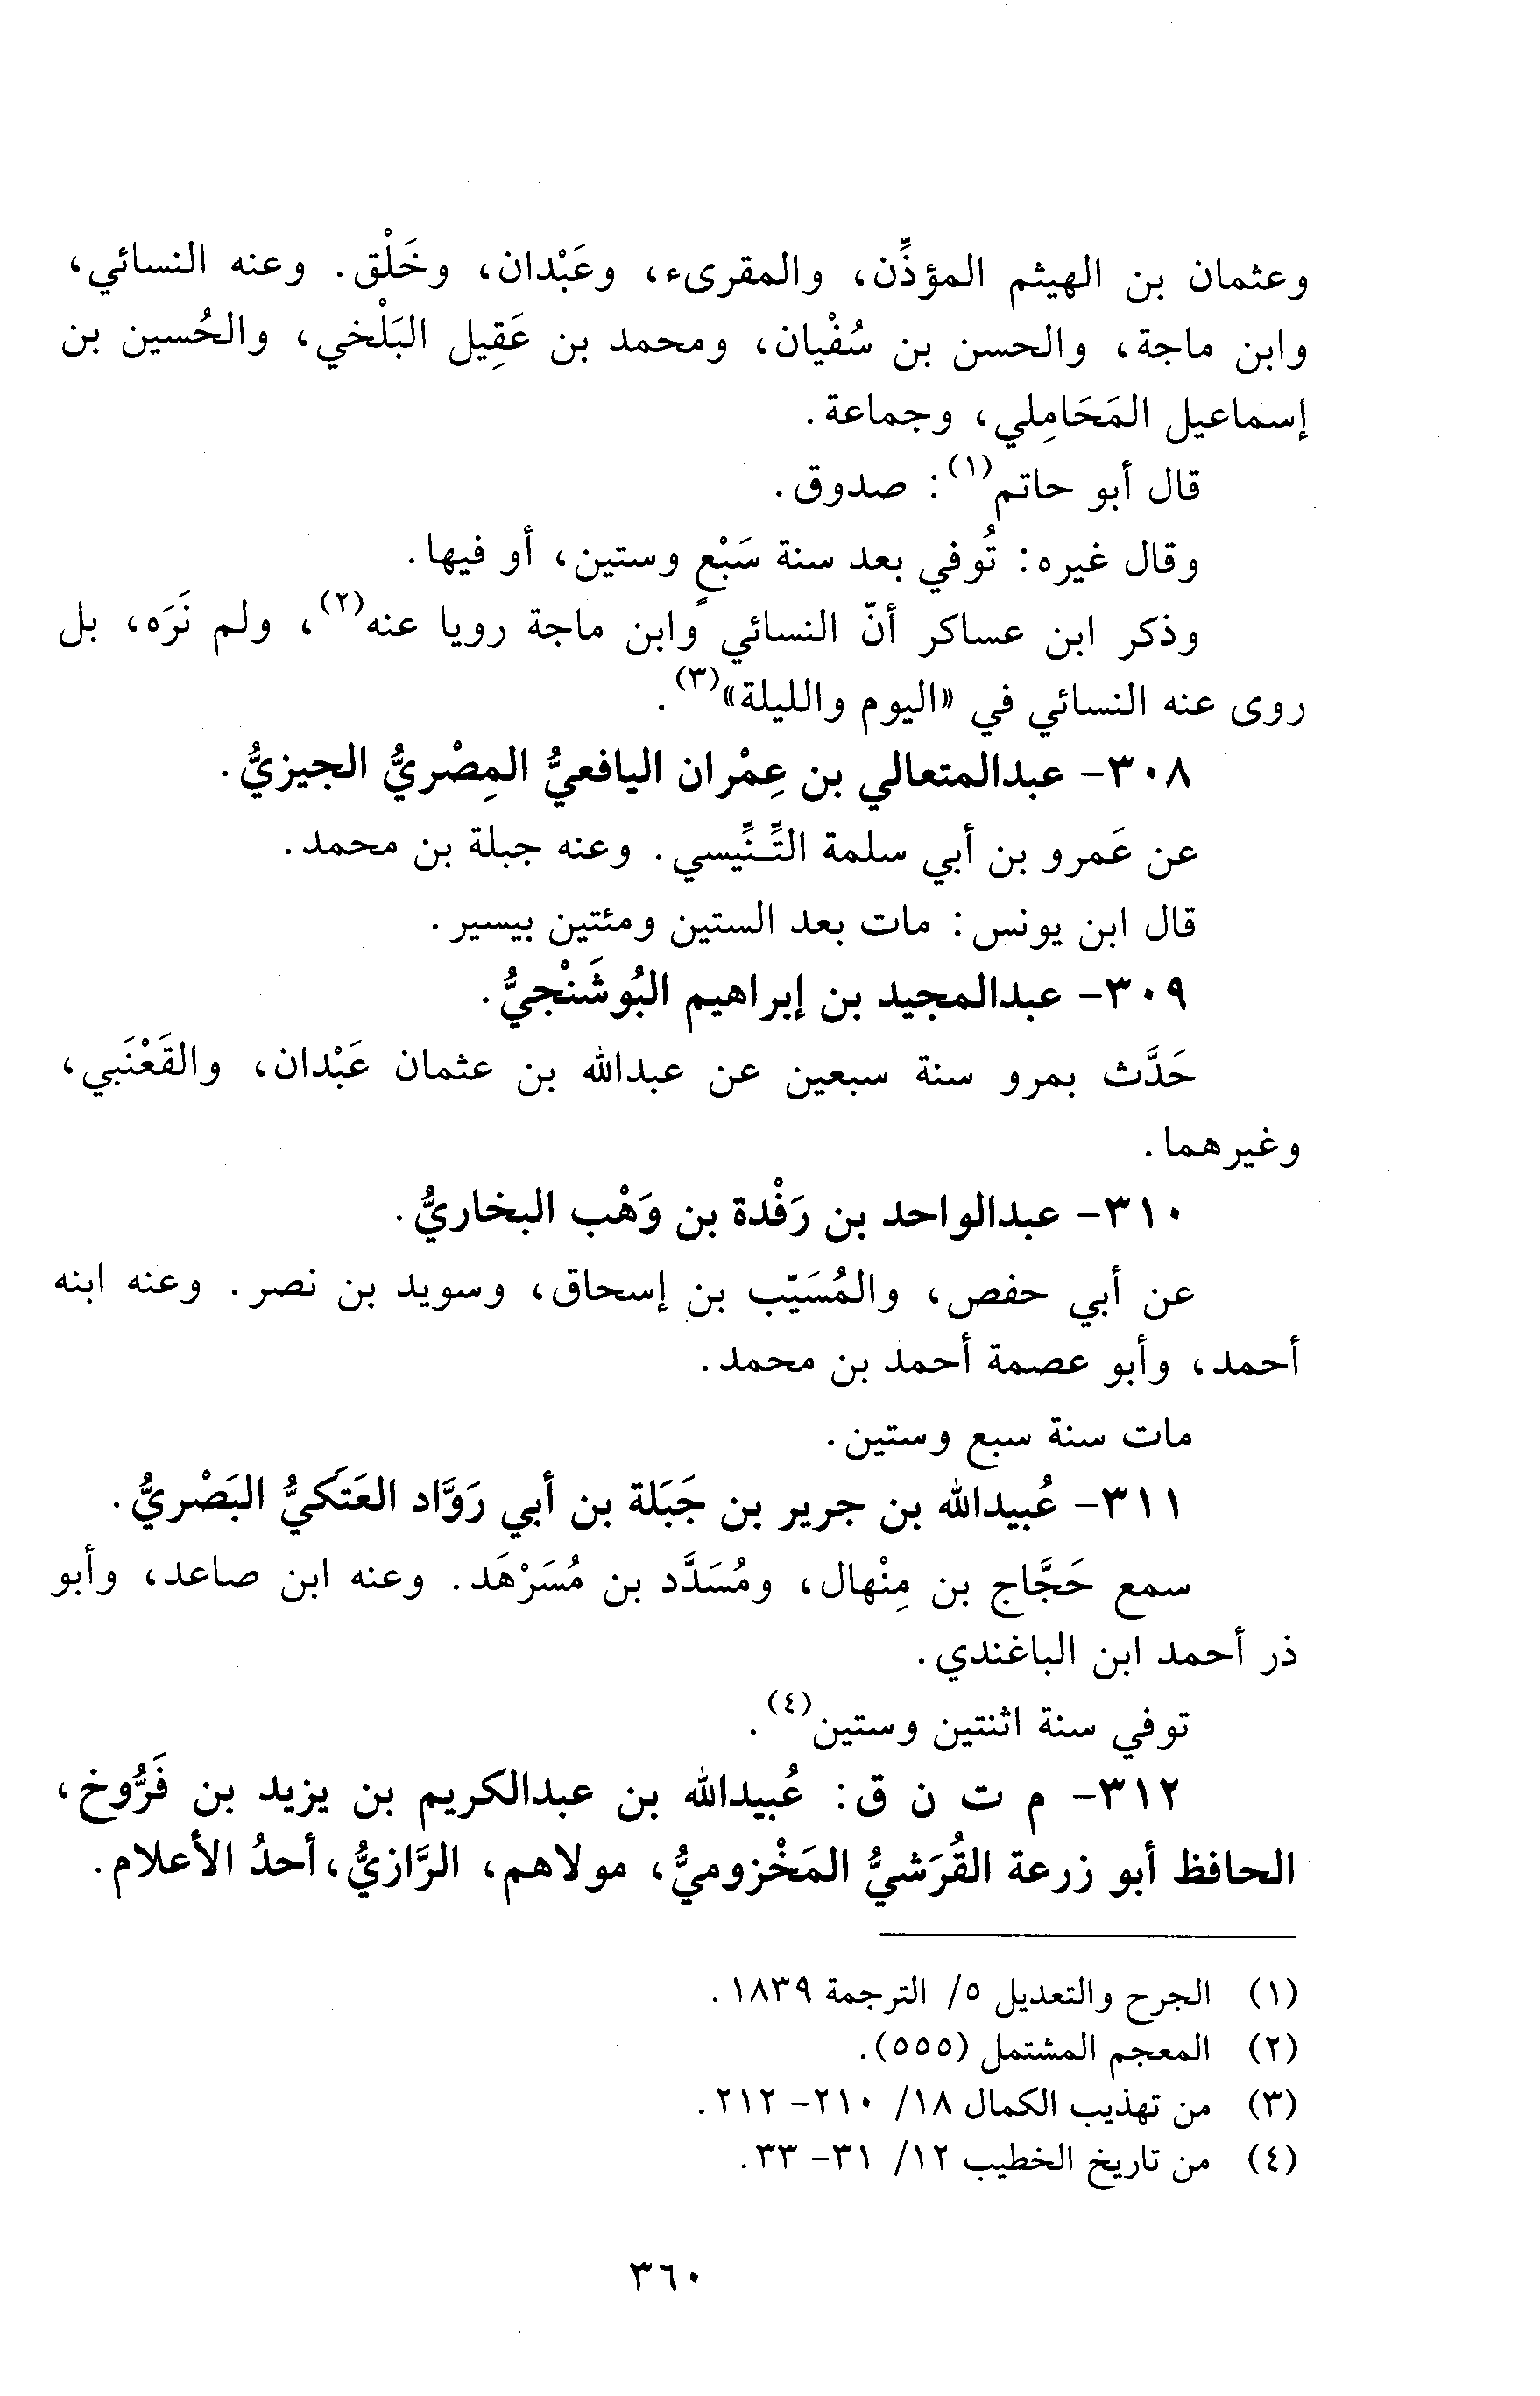 وعثمان بن الهيثم المؤذِّن، والمقرىء، وعَبْدان، وخَلْق. وعنه النسائي،
وابن ماجة، والحسن بن سُفْيان، ومحمد بن عَقِيل البَلْخي، والحُسين بن
إسماعيل المَحَامِلي، وجماعة.
قال أبو حاتم(١): صدوق.
وقال غيره: تُوفي بعد سنة سَبْعٍ وستين، أو فيها.
وذكر ابن عساكر أنّ النسائي وابن ماجة رويا عنه(٢)، ولم نَرَه، بل
روى عنه النسائي في «اليوم والليلة»(٣).
٣٠٨- عبدالمتعالي بن عِمْران اليافعيُّ المِصْريُّ الجيزيُّ.
عن عَمرو بن أبي سلمة التِّنِّيسي. وعنه جبلة بن محمد.
قال ابن يونس: مات بعد الستين ومئتين بيسير.
٣٠٩- عبدالمجيد بن إبراهيم البُوشَنْجيُّ.
حَدَّث بمرو سنة سبعين عن عبدالله بن عثمان عَبْدان، والقَعْنَبي،
وغيرهما.
٣١٠- عبدالواحد بن رَفْدة بن وَهْب البخاريُّ.
عن أبي حفص، والمُسَيّب بن إسحاق، وسويد بن نصر. وعنه ابنه
أحمد، وأبو عصمة أحمد بن محمد.
مات سنة سبع وستين.
٣١١- عُبيدالله بن جرير بن جَبَلة بن أبي رَوَّاد العَتَكيُّ البَصْريُّ.
سمع حَجَّاج بن مِنْهال، ومُسَدَّد بن مُسَرْهَد. وعنه ابن صاعد، وأبو
ذر أحمد ابن الباغندي.
توفي سنة اثنتين وستين(٤).
٣١٢- م ت ن ق: عُبيدالله بن عبدالكريم بن يزيد بن فَرُّوخ،
الحافظ أبو زرعة القُرَشيُّ المَخْزوميُّ، مولاهم، الرَّازيُّ، أحدُ الأعلام.
(١) الجرح والتعديل ٥/ الترجمة ١٨٣٩.
(٢) المعجم المشتمل (٥٥٥).
(٣) من تهذيب الكمال ١٨/ ٢١٠- ٢١٢.
(٤) من تاريخ الخطيب ١٢/ ٣١- ٣٣.
٣٦٠